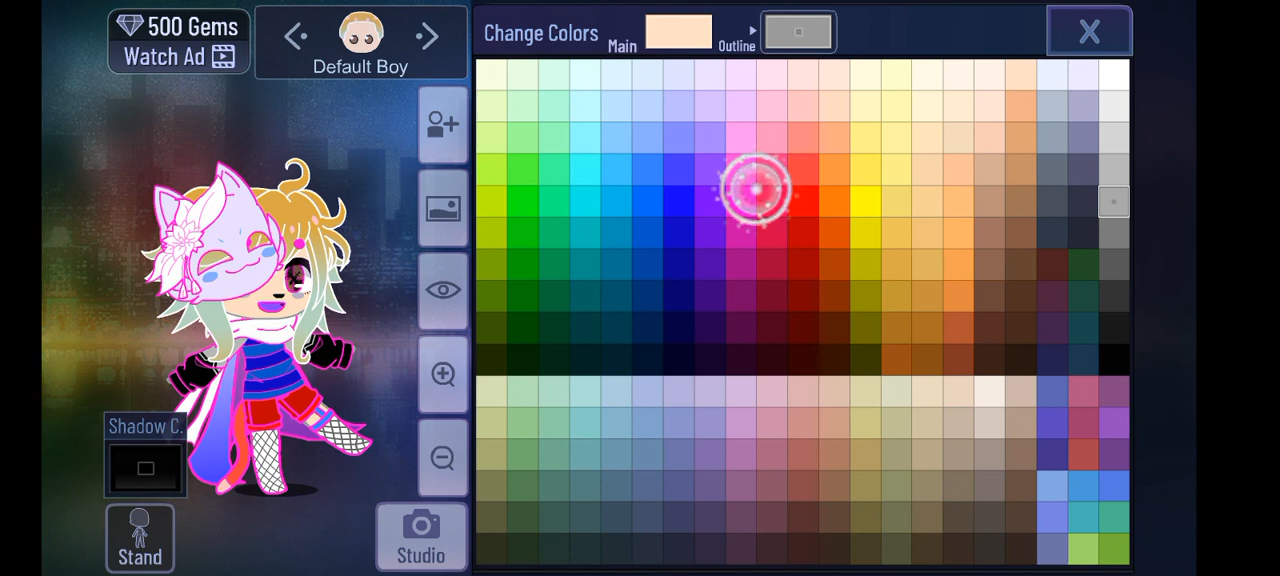 500 Gems
Watch Ad
Default Boy
Change Colors
Main
Outline
X
Shadow C.
Stand
Studio